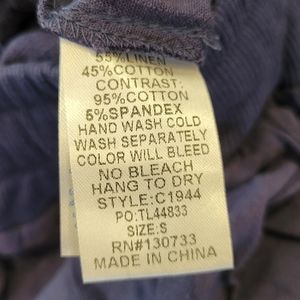 55%LINEN
45%COTTON
CONTRAST:
95%COTTON
5%SPANDEX
HAND WASH COLD
WASH SEPARATELY
COLOR WILL BLEED
NO BLEACH
HANG TO DRY
STYLE:C1944
PO:TL44833
SIZE:S
RN#130733
MADE IN CHINA